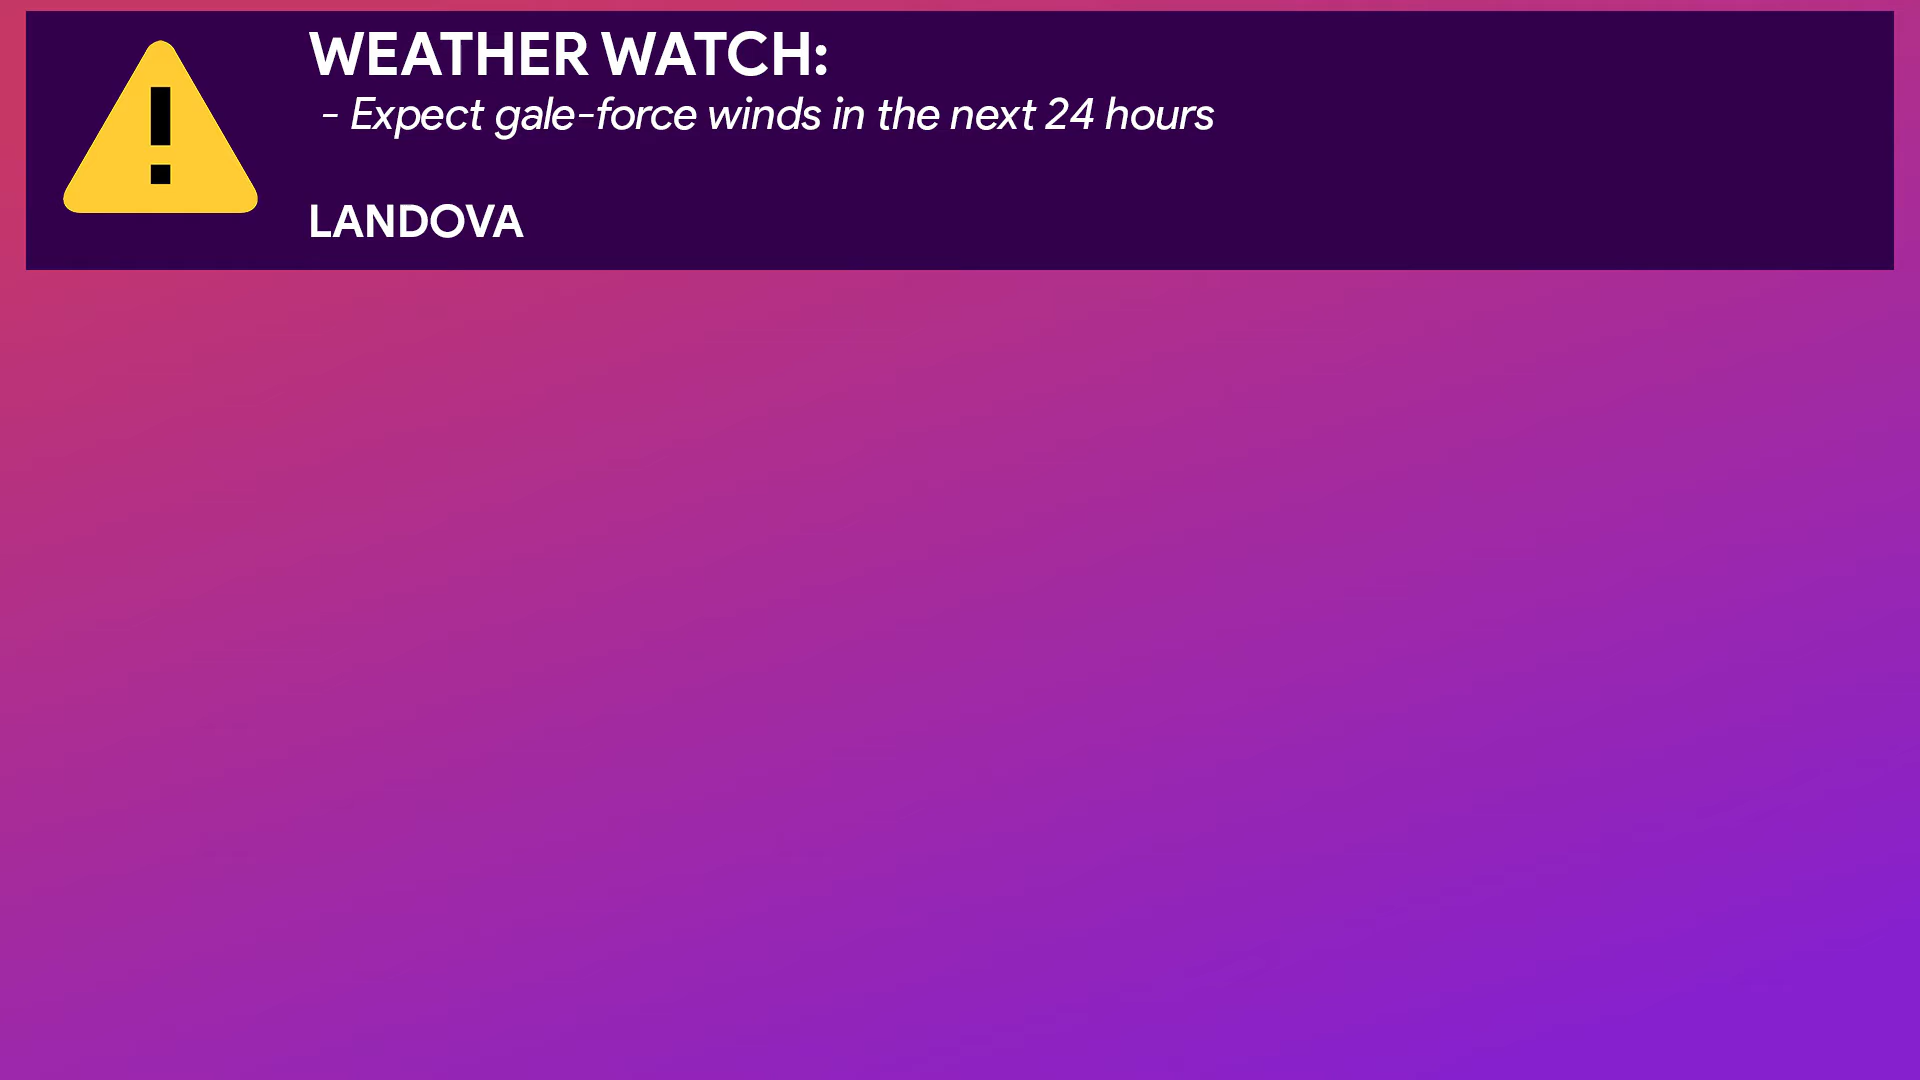 WEATHER WATCH:
- Expect gale-force winds in the next 24 hours
LANDOVA